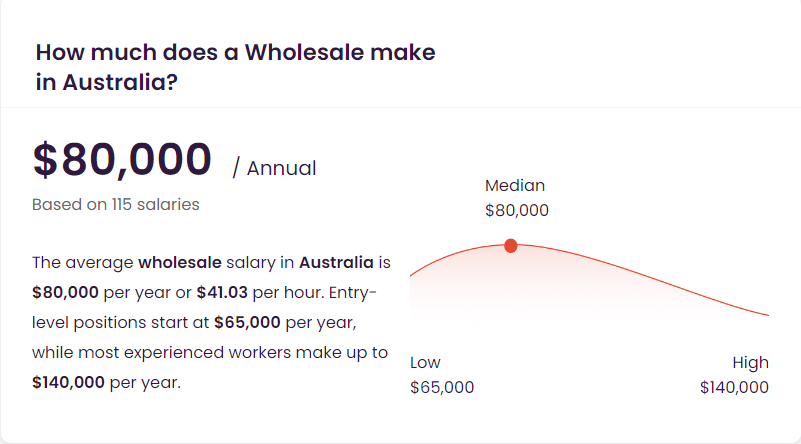 How much does a Wholesale make
in Australia?
$80,000 / Annual
Based on 115 salaries
The average wholesale salary in Australia is
$80,000 per year or $41.03 per hour. Entry-
level positions start at $65,000 per year,
while most experienced workers make up to
$140,000 per year.
Median
$80,000
Low
$65,000
High
$140,000